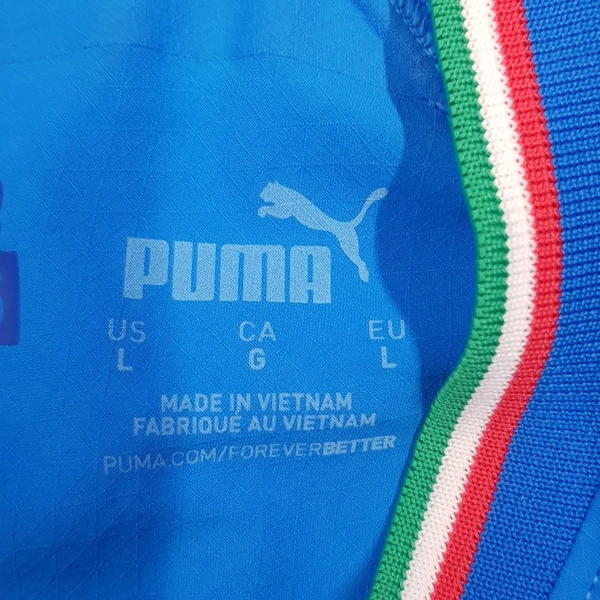 PUMA
US CA EU
L G L
MADE IN VIETNAM
FABRIQUÉ AU VIETNAM
PUMA.COM/FOREVERBETTER